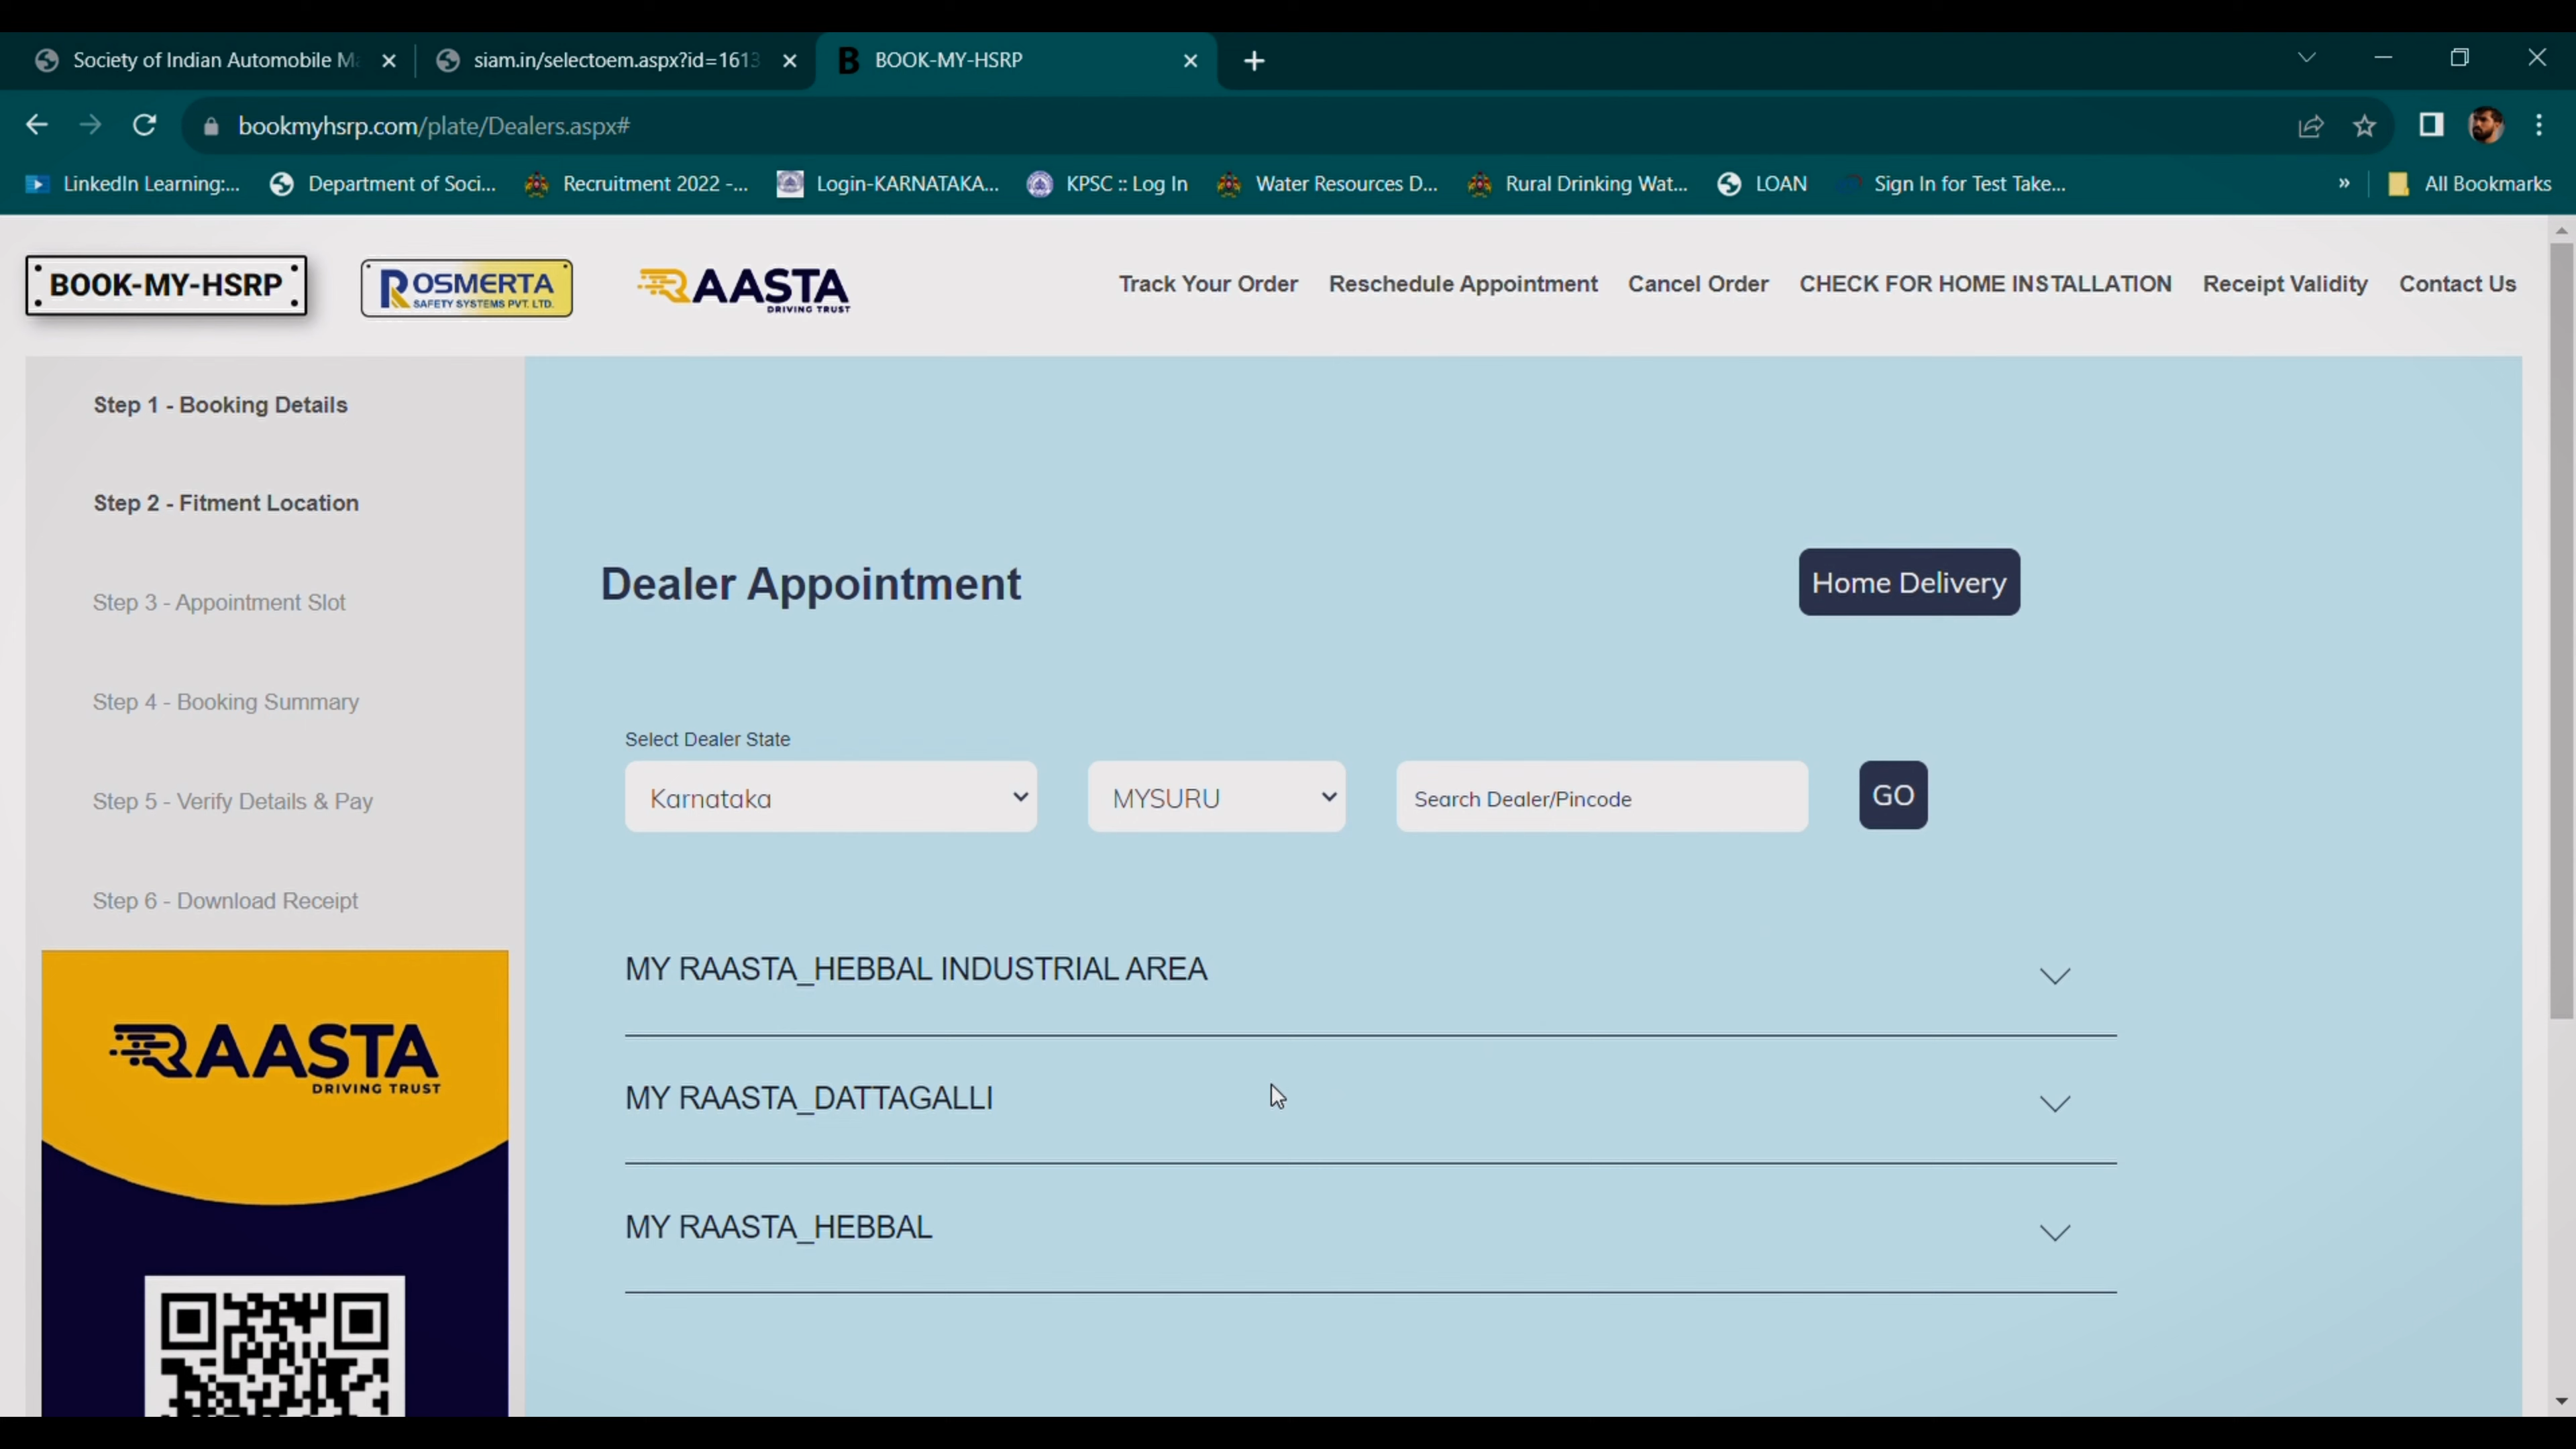 Society of Indian Automobile Ma
siam.in/selectoem.aspx?id=1613
B BOOK-MY-HSRP
bookmyhsrp.com/plate/Dealers.aspx#
LinkedIn Learning:... Department of Soci... Recruitment 2022 -... Login-KARNATAKA... KPSC :: Log In Water Resources D... Rural Drinking Wat... LOAN Sign In for Test Take... » All Bookmarks
BOOK-MY-HSRP
ROSMERTA
SAFETY SYSTEMS PVT. LTD.
RAASTA
DRIVING TRUST
Track Your Order Reschedule Appointment Cancel Order CHECK FOR HOME INSTALLATION Receipt Validity Contact Us
Step 1 - Booking Details
Step 2 - Fitment Location
Step 3 - Appointment Slot
Step 4 - Booking Summary
Step 5 - Verify Details & Pay
Step 6 - Download Receipt
RAASTA
DRIVING TRUST
Dealer Appointment
Home Delivery
Select Dealer State
Karnataka MYSURU Search Dealer/Pincode GO
MY RAASTA_HEBBAL INDUSTRIAL AREA
MY RAASTA_DATTAGALLI
MY RAASTA_HEBBAL